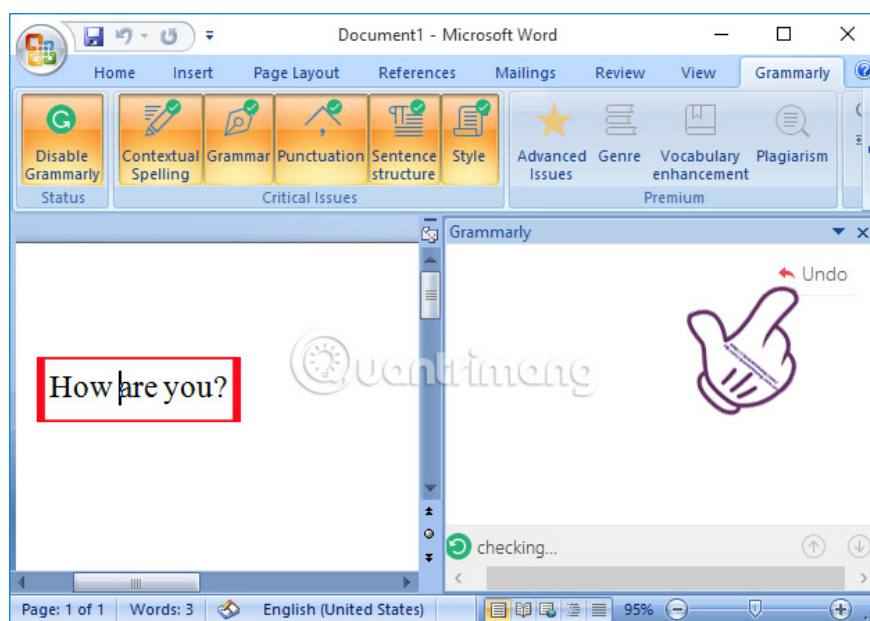 Document1 - Microsoft Word
Home Insert Page Layout References Mailings Review View Grammarly
Disable Grammarly
Contextual Spelling
Grammar
Punctuation
Sentence structure
Style
Advanced Issues
Genre
Vocabulary enhancement
Plagiarism
Status Critical Issues Premium
Grammarly
Undo
How are you?
Quantrimang
checking...
Page: 1 of 1 Words: 3 English (United States) 95%